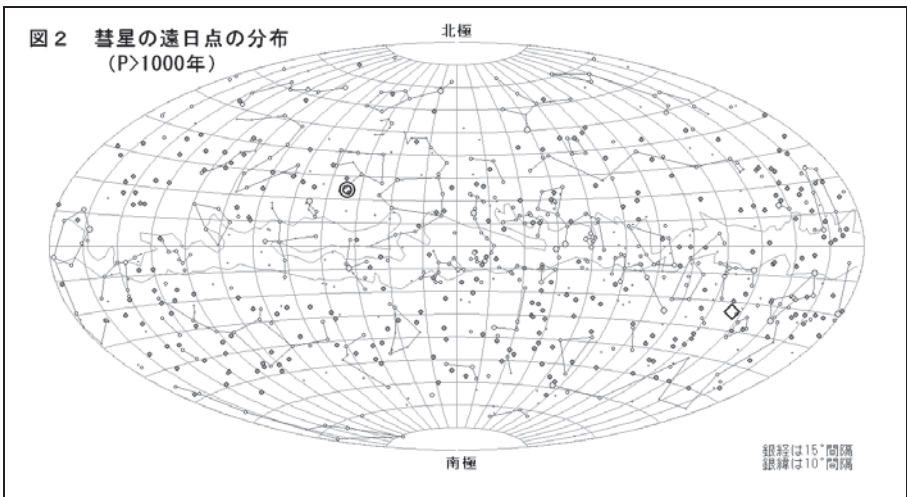 図2 彗星の遠日点の分布
(P>1000年)
北極
南極
銀経は15°間隔
銀緯は10°間隔